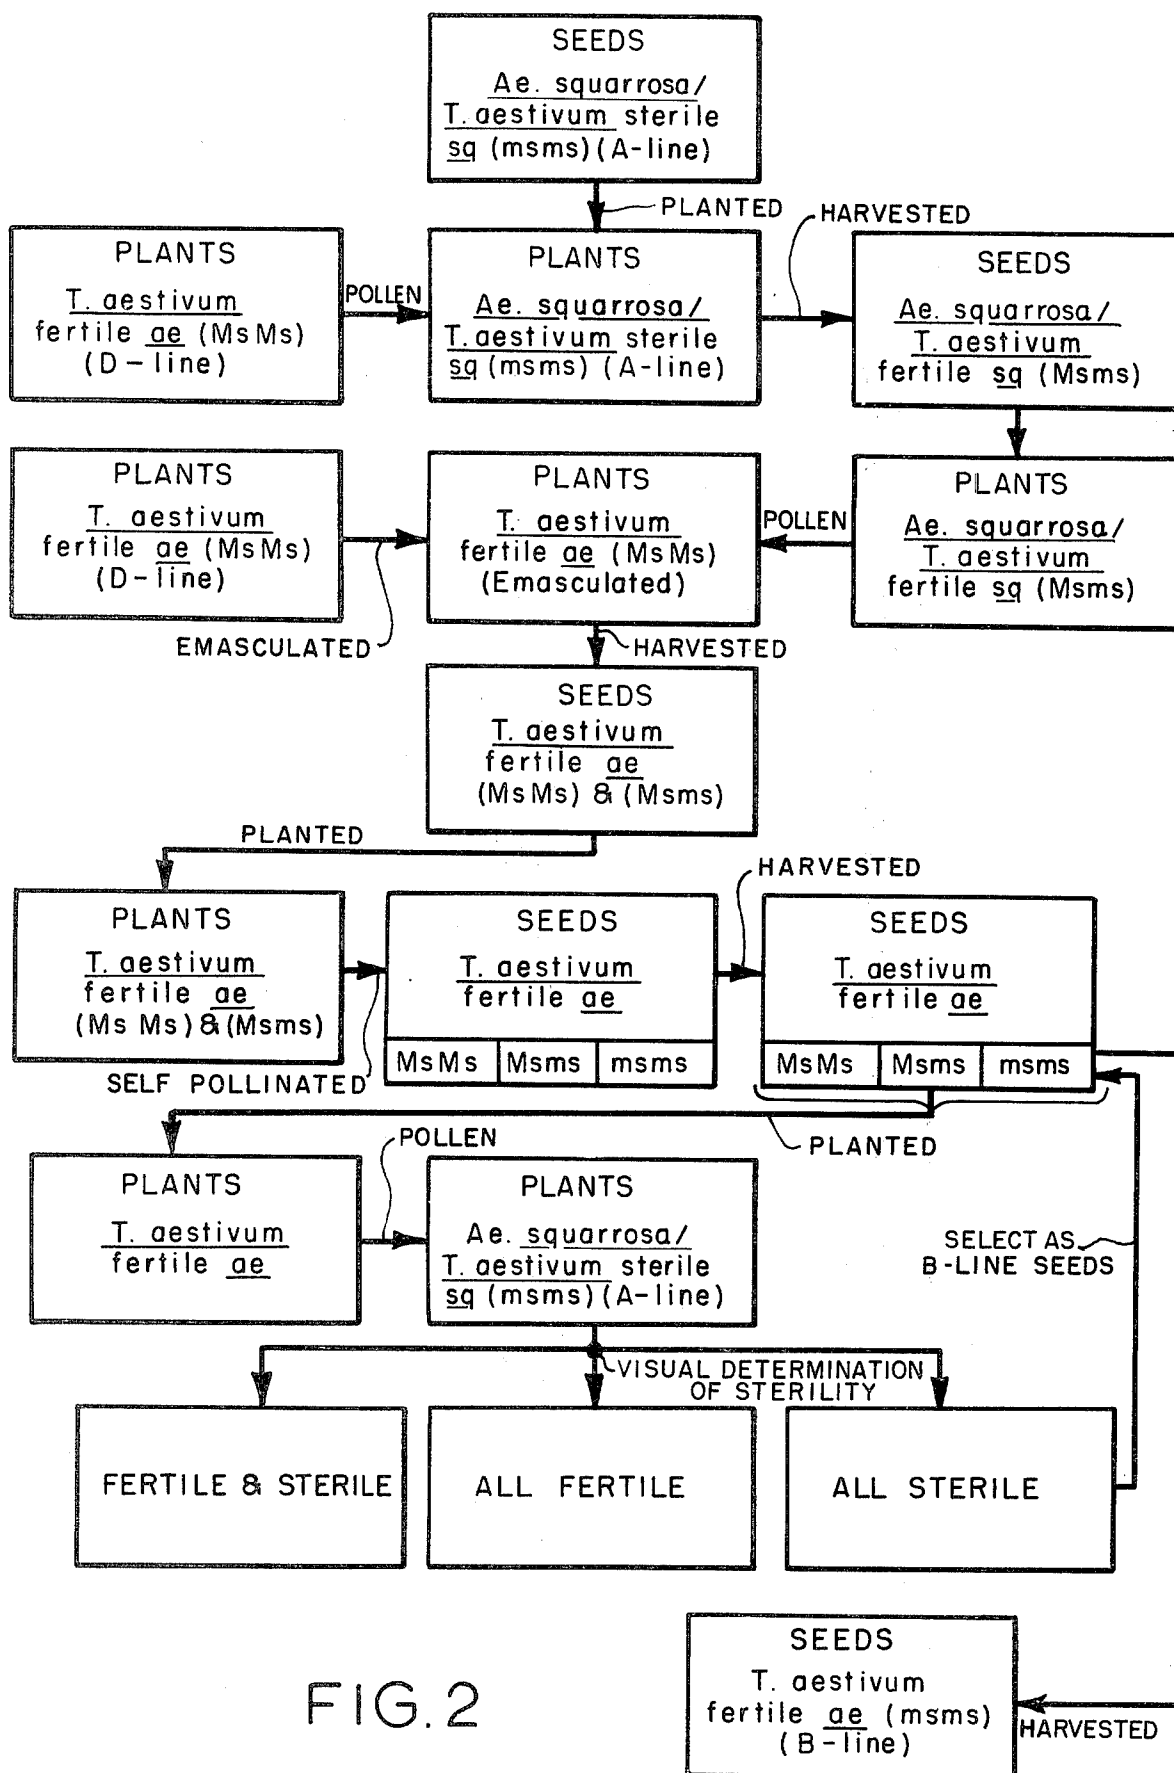 SEEDS
Ae. squarrosa/
T. aestivum sterile
sq (msms) (A-line)
PLANTED
HARVESTED
PLANTS
T. aestivum
fertile ae (MsMs)
(D-line)
POLLEN
PLANTS
Ae. squarrosa/
T. aestivum sterile
sq (msms) (A-line)
SEEDS
Ae. squarrosa/
T. aestivum
fertile sq (Msms)
PLANTS
T. aestivum
fertile ae (MsMs)
(D-line)
EMASCULATED
PLANTS
T. aestivum
fertile ae (MsMs)
(Emasculated)
POLLEN
PLANTS
Ae. squarrosa/
T. aestivum
fertile sq (Msms)
HARVESTED
SEEDS
T. aestivum
fertile ae
(MsMs) & (Msms)
PLANTED
PLANTS
T. aestivum
fertile ae
(Ms Ms) & (Msms)
SELF POLLINATED
SEEDS
T. aestivum
fertile ae
MsMs Msms msms
HARVESTED
SEEDS
T. aestivum
fertile ae
MsMs Msms msms
PLANTED
PLANTS
T. aestivum
fertile ae
POLLEN
PLANTS
Ae. squarrosa/
T. aestivum sterile
sq (msms) (A-line)
SELECT AS
B-LINE SEEDS
VISUAL DETERMINATION
OF STERILITY
FERTILE & STERILE
ALL FERTILE
ALL STERILE
SEEDS
T. aestivum
fertile ae (msms)
(B-line)
HARVESTED
FIG. 2